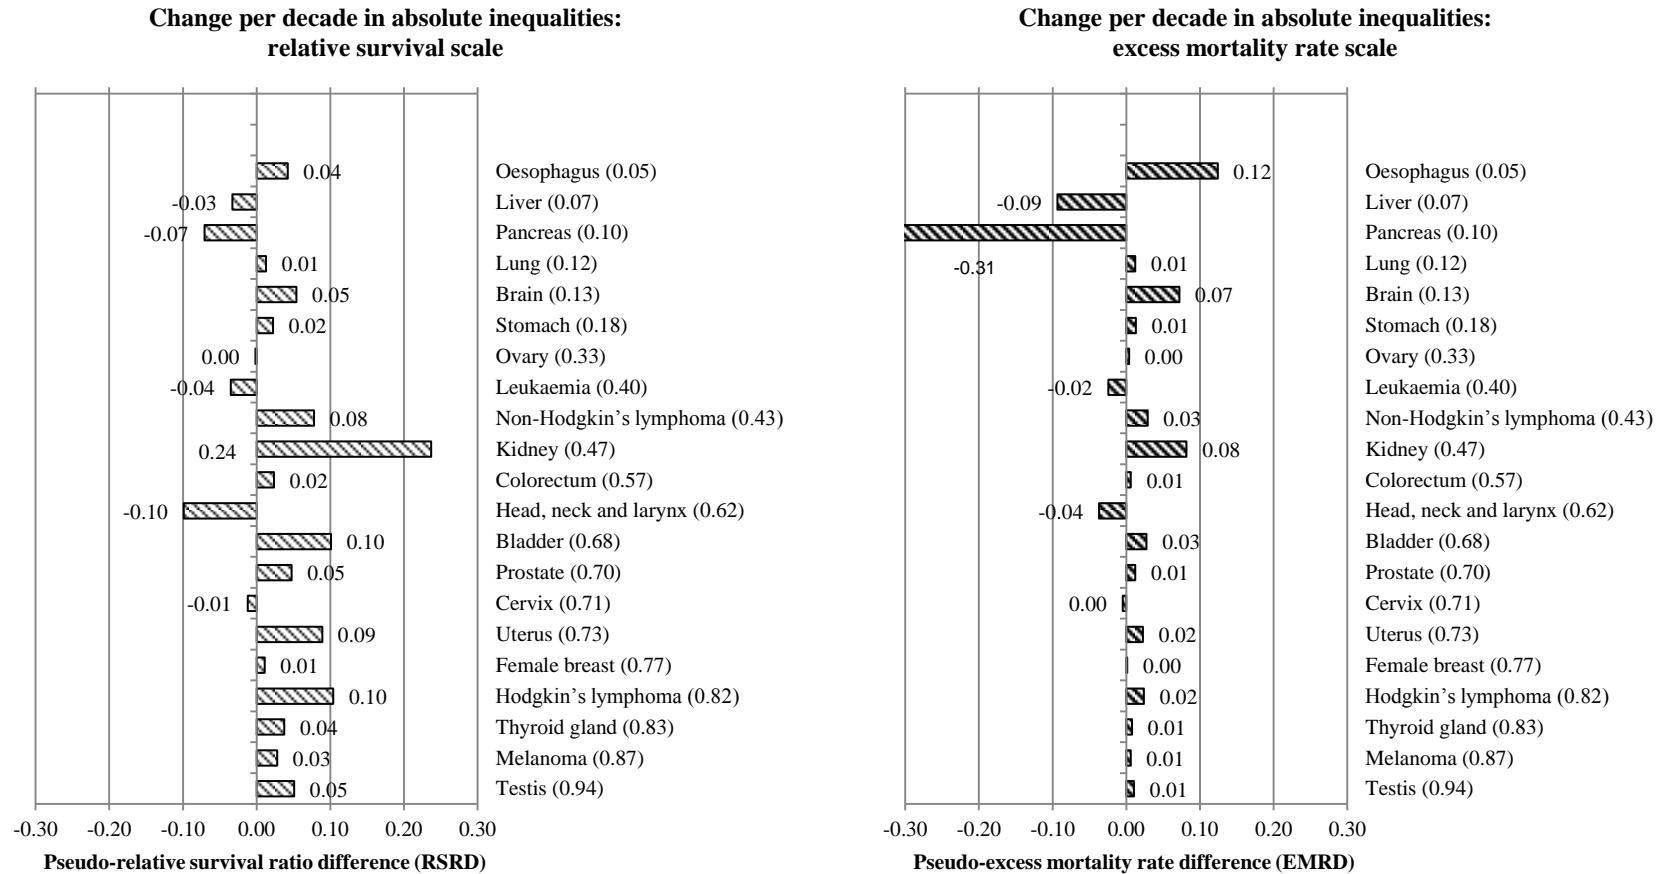 Change per decade in absolute inequalities:
relative survival scale
0.04 Oesophagus (0.05)
-0.03 Liver (0.07)
-0.07 Pancreas (0.10)
0.01 Lung (0.12)
0.05 Brain (0.13)
0.02 Stomach (0.18)
0.00 Ovary (0.33)
-0.04 Leukaemia (0.40)
0.08 Non-Hodgkin’s lymphoma (0.43)
0.24 Kidney (0.47)
0.02 Colorectum (0.57)
-0.10 Head, neck and larynx (0.62)
0.10 Bladder (0.68)
0.05 Prostate (0.70)
-0.01 Cervix (0.71)
0.09 Uterus (0.73)
0.01 Female breast (0.77)
0.10 Hodgkin’s lymphoma (0.82)
0.04 Thyroid gland (0.83)
0.03 Melanoma (0.87)
0.05 Testis (0.94)
-0.30 -0.20 -0.10 0.00 0.10 0.20 0.30
Pseudo-relative survival ratio difference (RSRD)
Change per decade in absolute inequalities:
excess mortality rate scale
0.12 Oesophagus (0.05)
-0.09 Liver (0.07)
Pancreas (0.10)
-0.31
0.01 Lung (0.12)
0.07 Brain (0.13)
0.01 Stomach (0.18)
0.00 Ovary (0.33)
-0.02 Leukaemia (0.40)
0.03 Non-Hodgkin’s lymphoma (0.43)
0.08 Kidney (0.47)
0.01 Colorectum (0.57)
-0.04 Head, neck and larynx (0.62)
0.03 Bladder (0.68)
0.01 Prostate (0.70)
0.00 Cervix (0.71)
0.02 Uterus (0.73)
0.00 Female breast (0.77)
0.02 Hodgkin’s lymphoma (0.82)
0.01 Thyroid gland (0.83)
0.01 Melanoma (0.87)
0.01 Testis (0.94)
-0.30 -0.20 -0.10 0.00 0.10 0.20 0.30
Pseudo-excess mortality rate difference (EMRD)